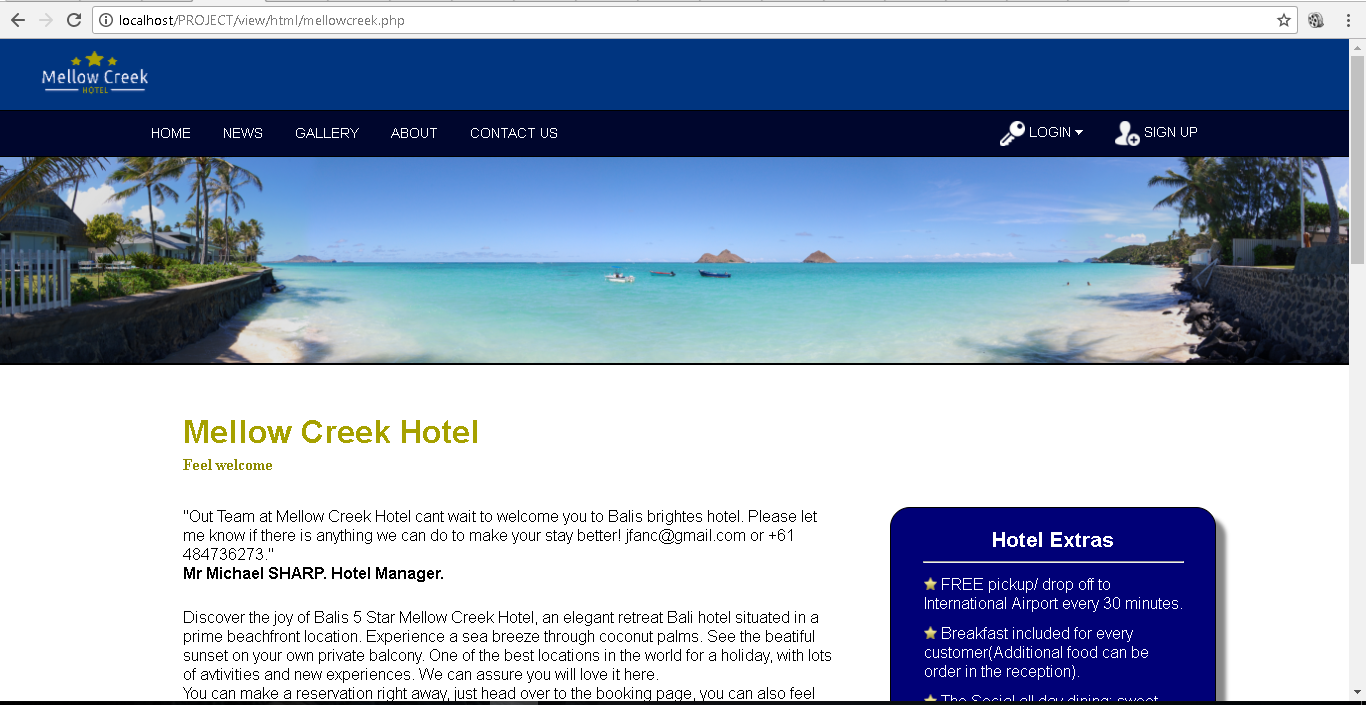 localhost/PROJECT/view/html/mellowcreek.php
Mellow Creek
HOTEL
HOME NEWS GALLERY ABOUT CONTACT US LOGIN SIGN UP
Mellow Creek Hotel
Feel welcome
"Out Team at Mellow Creek Hotel cant wait to welcome you to Balis brightes hotel. Please let
me know if there is anything we can do to make your stay better! jfanc@gmail.com or +61
484736273."
Mr Michael SHARP. Hotel Manager.
Discover the joy of Balis 5 Star Mellow Creek Hotel, an elegant retreat Bali hotel situated in a
prime beachfront location. Experience a sea breeze through coconut palms. See the beatiful
sunset on your own private balcony. One of the best locations in the world for a holiday, with lots
of avtivities and new experiences. We can assure you will love it here.
You can make a reservation right away, just head over to the booking page, you can also feel
Hotel Extras
FREE pickup/ drop off to
International Airport every 30 minutes.
Breakfast included for every
customer(Additional food can be
order in the reception).
The Social all day dining: sweet